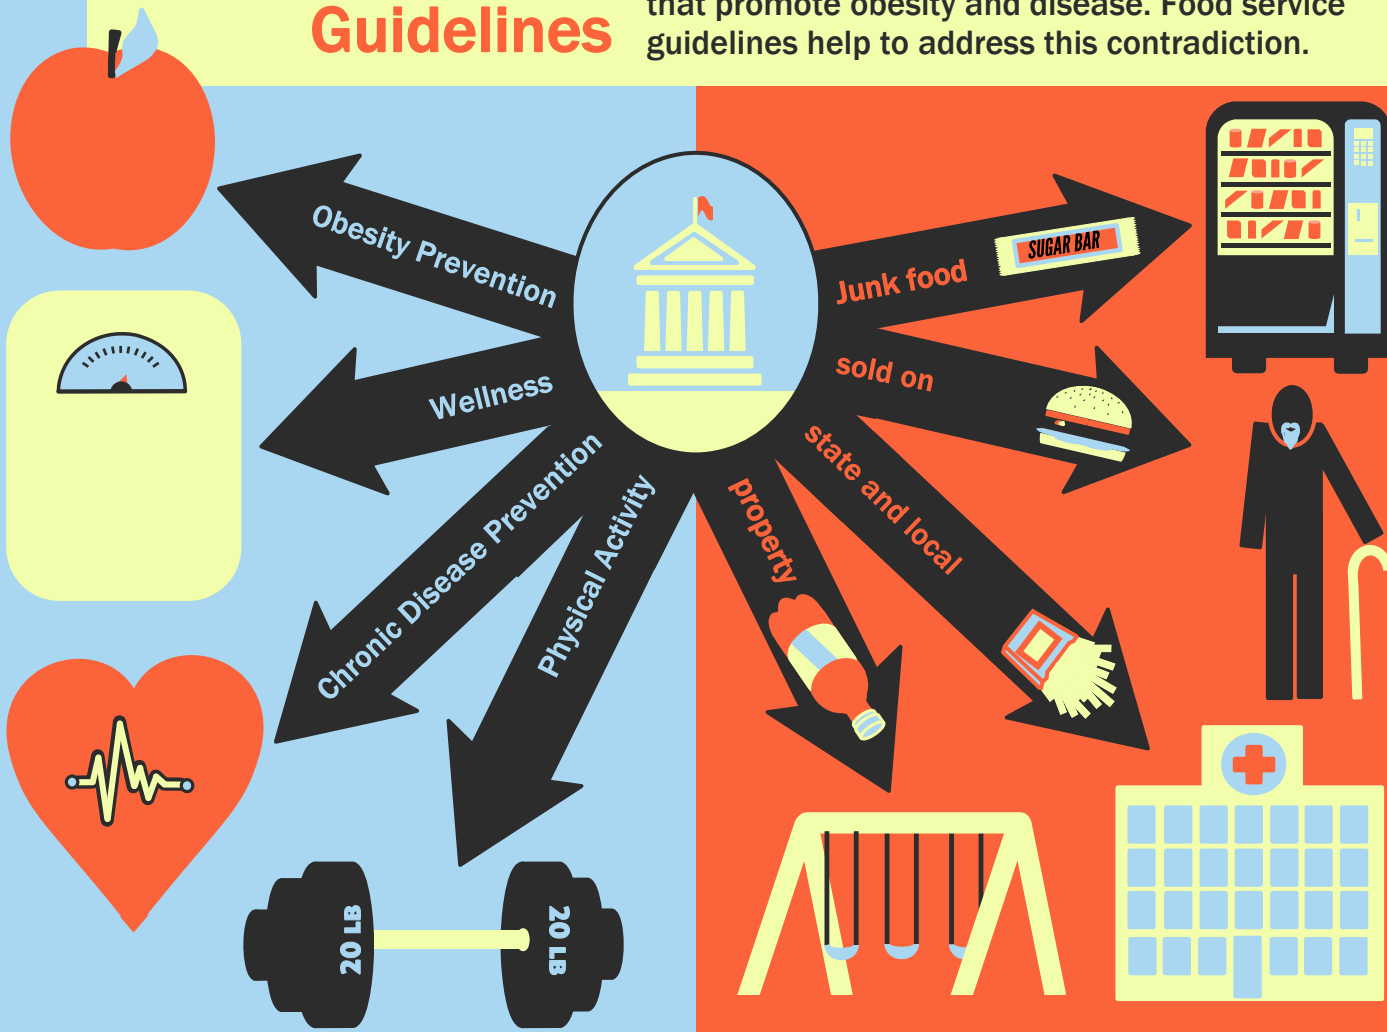 Guidelines
that promote obesity and disease. Food service
guidelines help to address this contradiction.
Obesity Prevention
Wellness
Chronic Disease Prevention
Physical Activity
Junk food
SUGAR BAR
sold on
state and local
property
20 LB
20 LB